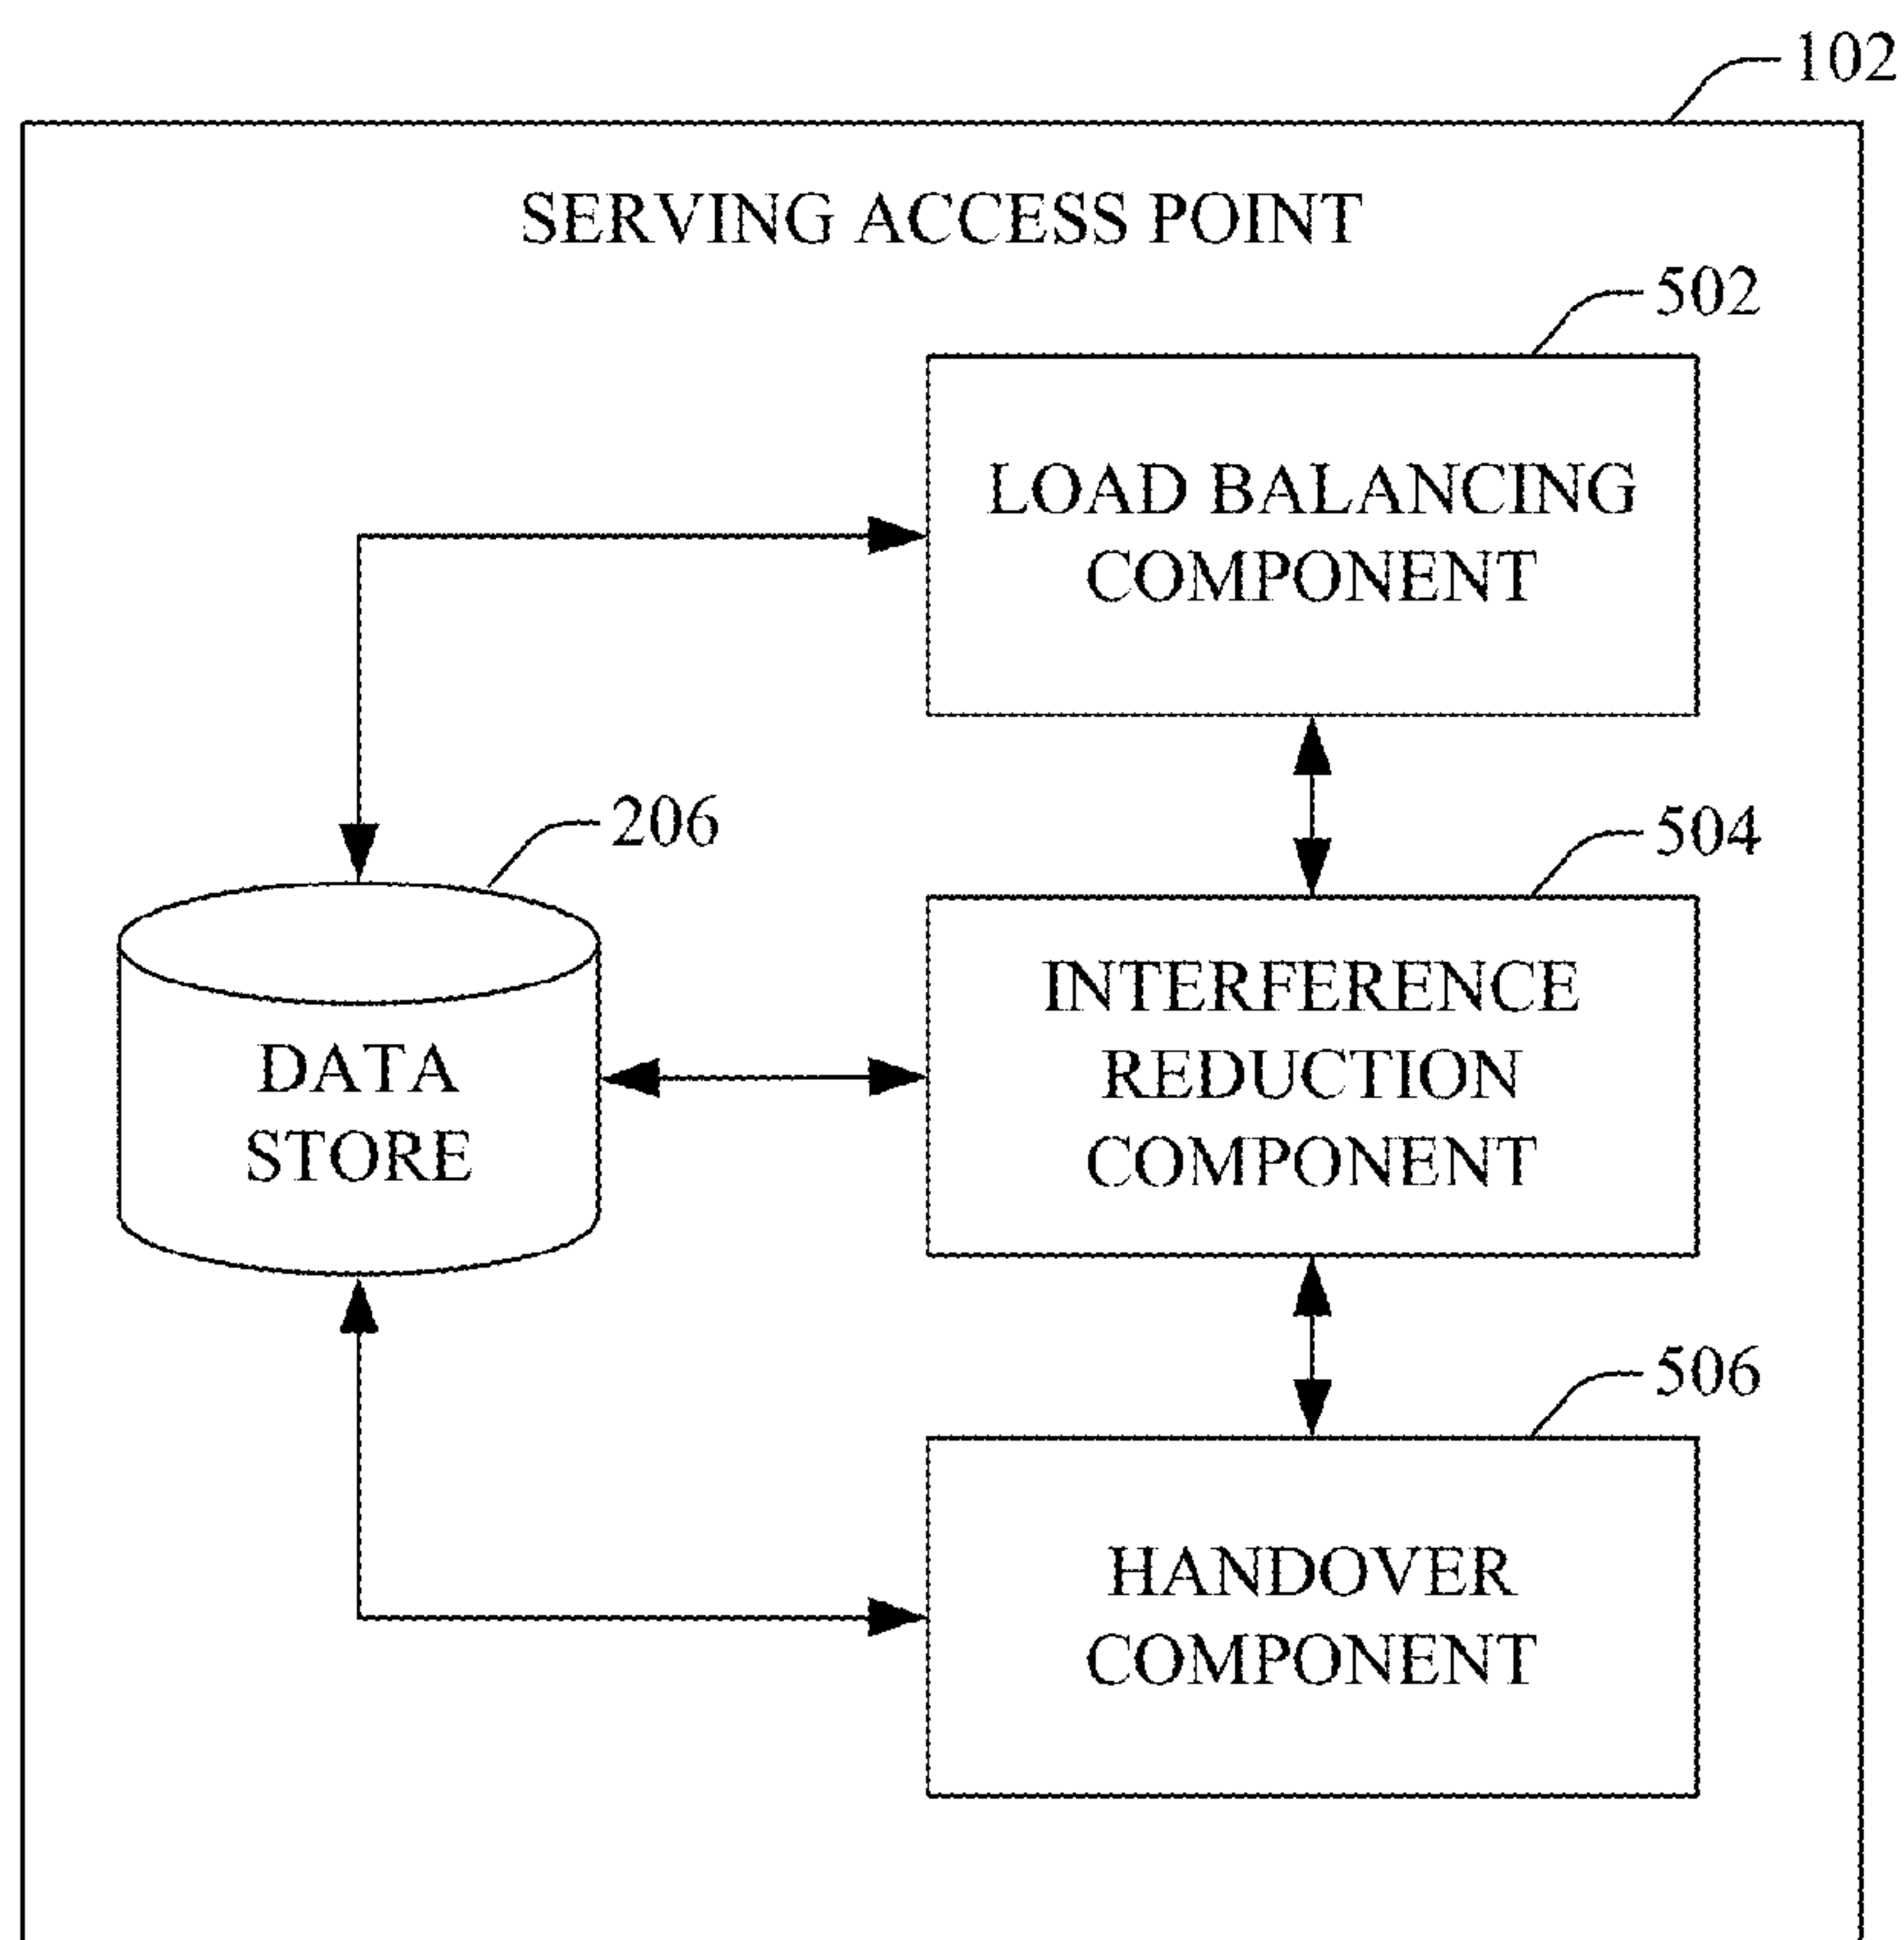 102
SERVING ACCESS POINT
502
LOAD BALANCING
COMPONENT
206
504
DATA
STORE
INTERFERENCE
REDUCTION
COMPONENT
506
HANDOVER
COMPONENT